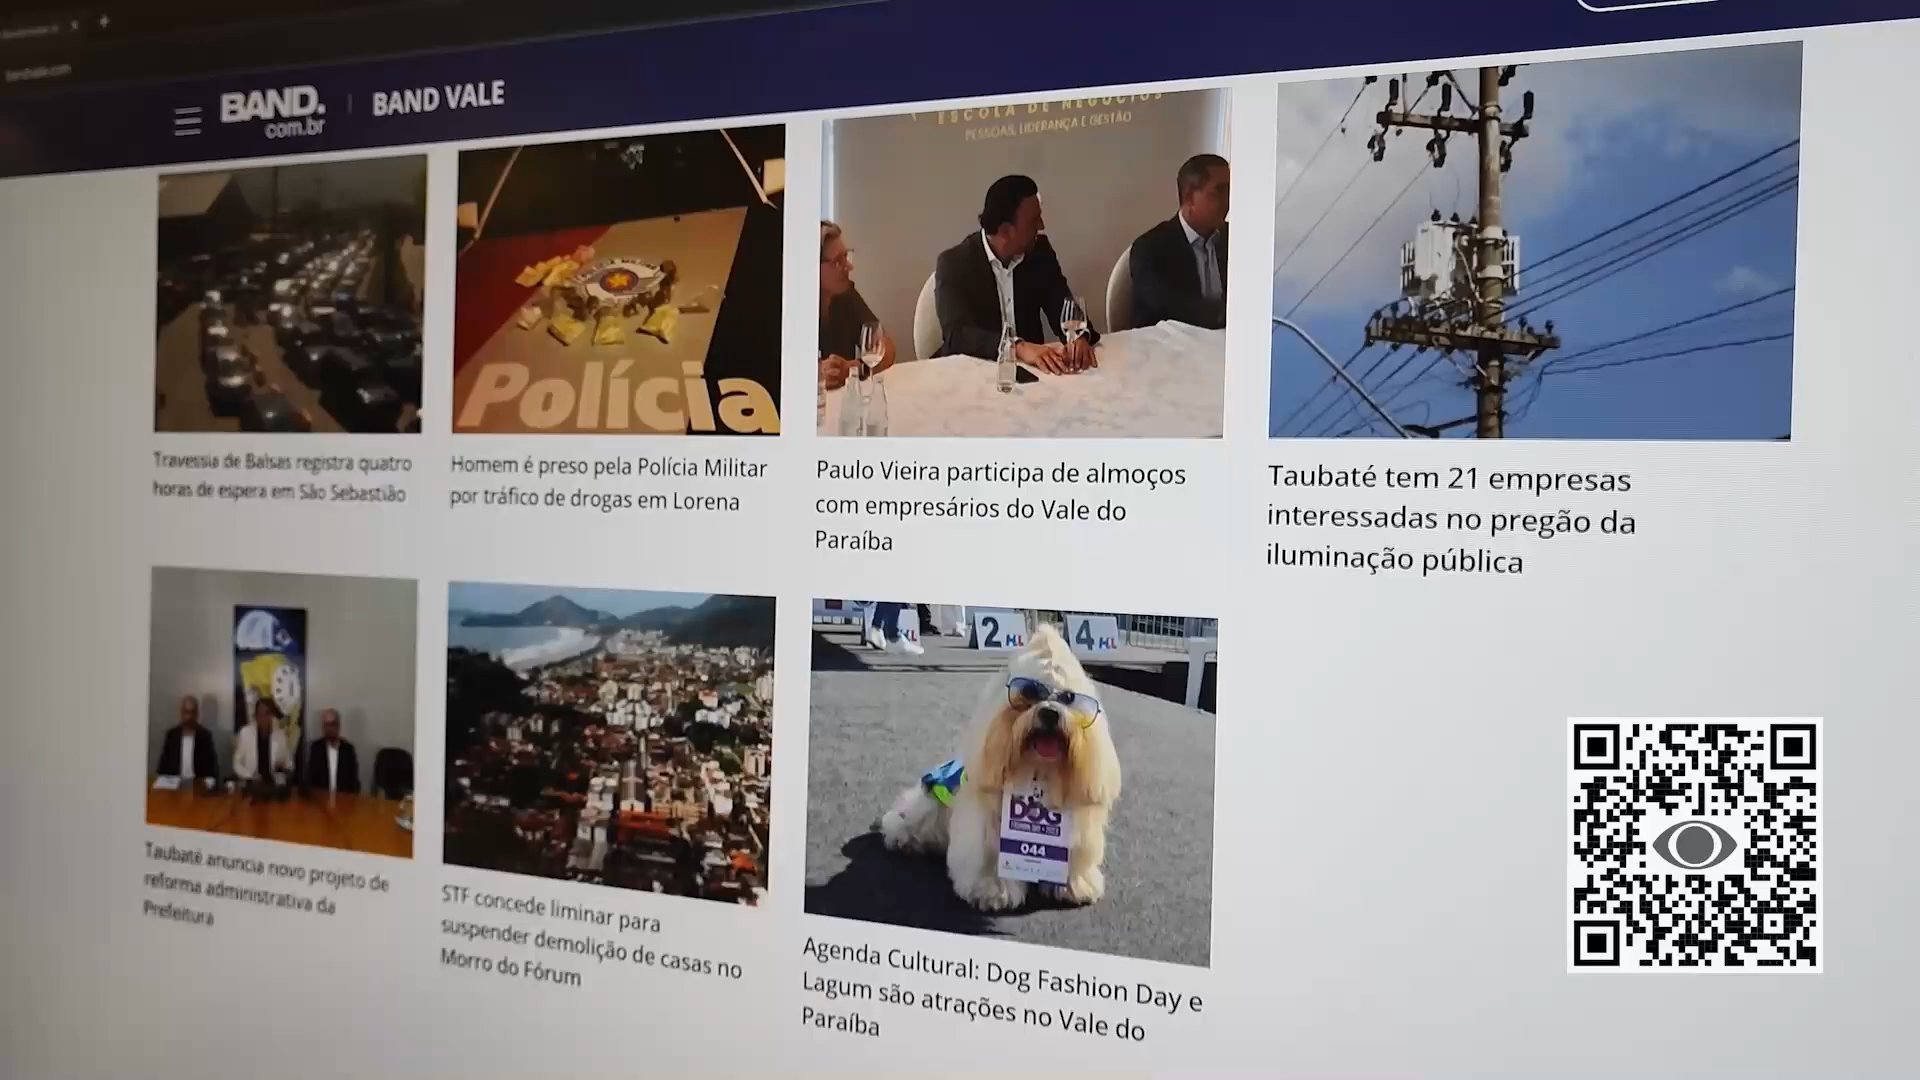 BAND.
com.br
BAND VALE
ESCOLA DE NEGÓCIOS
PESSOAS, LIDERANÇA E GESTÃO
Polícia
Travessia de Balsas registra quatro
horas de espera em São Sebastião
Homem é preso pela Polícia Militar
por tráfico de drogas em Lorena
Paulo Vieira participa de almoços
com empresários do Vale do
Paraíba
Taubaté tem 21 empresas
interessadas no pregão da
iluminação pública
2 HL
4 HL
DOG
044
Taubaté anuncia novo projeto de
reforma administrativa da
Prefeitura
STF concede liminar para
suspender demolição de casas no
Morro do Fórum
Agenda Cultural: Dog Fashion Day e
Lagum são atrações no Vale do
Paraíba